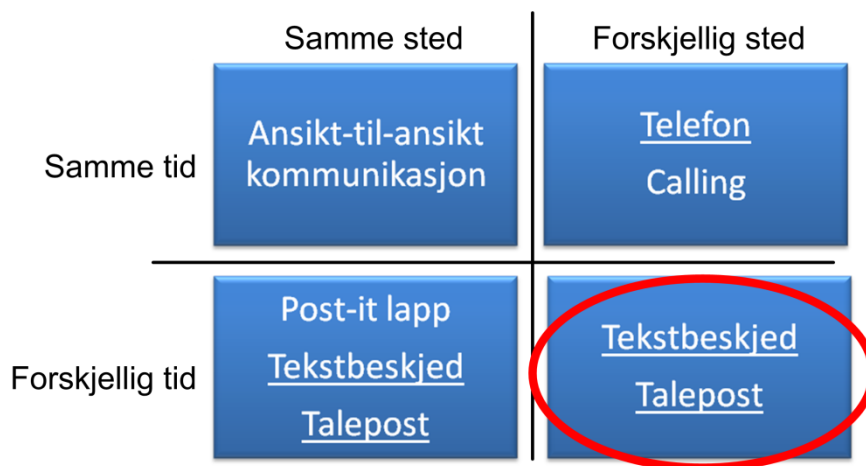 Samme sted
Forskjellig sted
Samme tid
Ansikt-til-ansikt
kommunikasjon
Telefon
Calling
Forskjellig tid
Post-it lapp
Tekstbeskjed
Talepost
Tekstbeskjed
Talepost